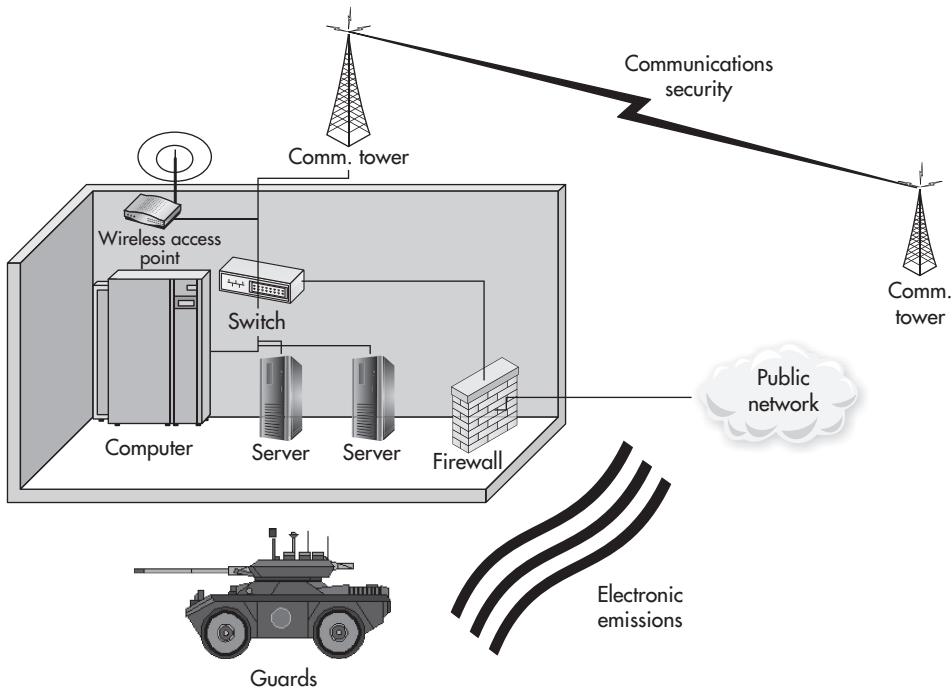 Communications
security
Comm. tower
Wireless access
point
Comm.
tower
Switch
Public
network
Computer
Server
Server
Firewall
Electronic
emissions
Guards